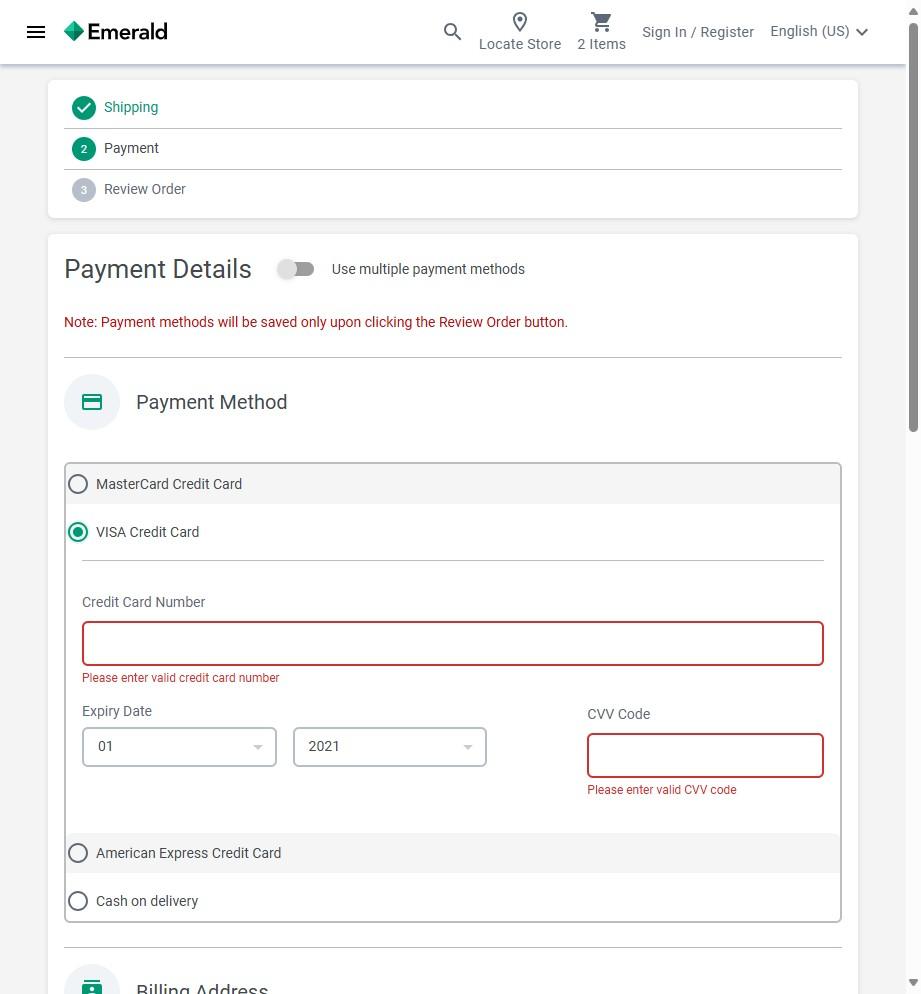 Emerald
Locate Store
2 Items
Sign In / Register
English (US)
Shipping
2 Payment
3 Review Order
Payment Details
Use multiple payment methods
Note: Payment methods will be saved only upon clicking the Review Order button.
Payment Method
MasterCard Credit Card
VISA Credit Card
Credit Card Number
Please enter valid credit card number
Expiry Date
CVV Code
01
2021
Please enter valid CVV code
American Express Credit Card
Cash on delivery
Billing Address